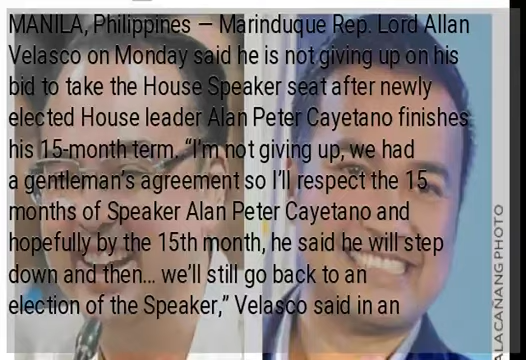 MANILA, Philippines — Marinduque Rep. Lord Allan
Velasco on Monday said he is not giving up on his
bid to take the House Speaker seat after newly
elected House leader Alan Peter Cayetano finishes
his 15-month term. “I’m not giving up, we had
a gentleman’s agreement so I’ll respect the 15
months of Speaker Alan Peter Cayetano and
hopefully by the 15th month, he said he will step
down and then... we’ll still go back to an
election of the Speaker,” Velasco said in an
ALACAÑANG PHOTO